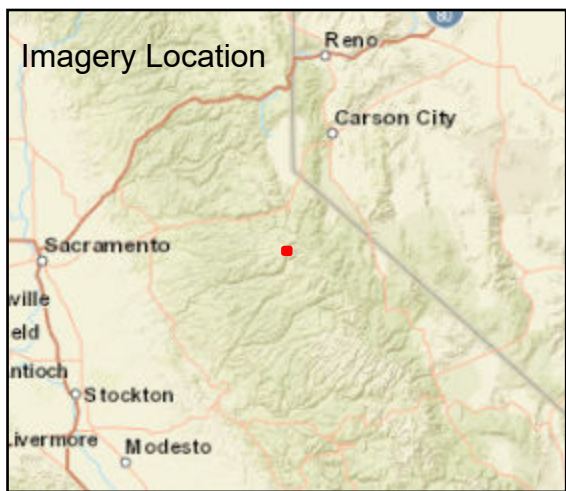 80
Reno
Imagery Location
Carson City
Sacramento
ville
eld
ntioch
Stockton
Livermore
Modesto